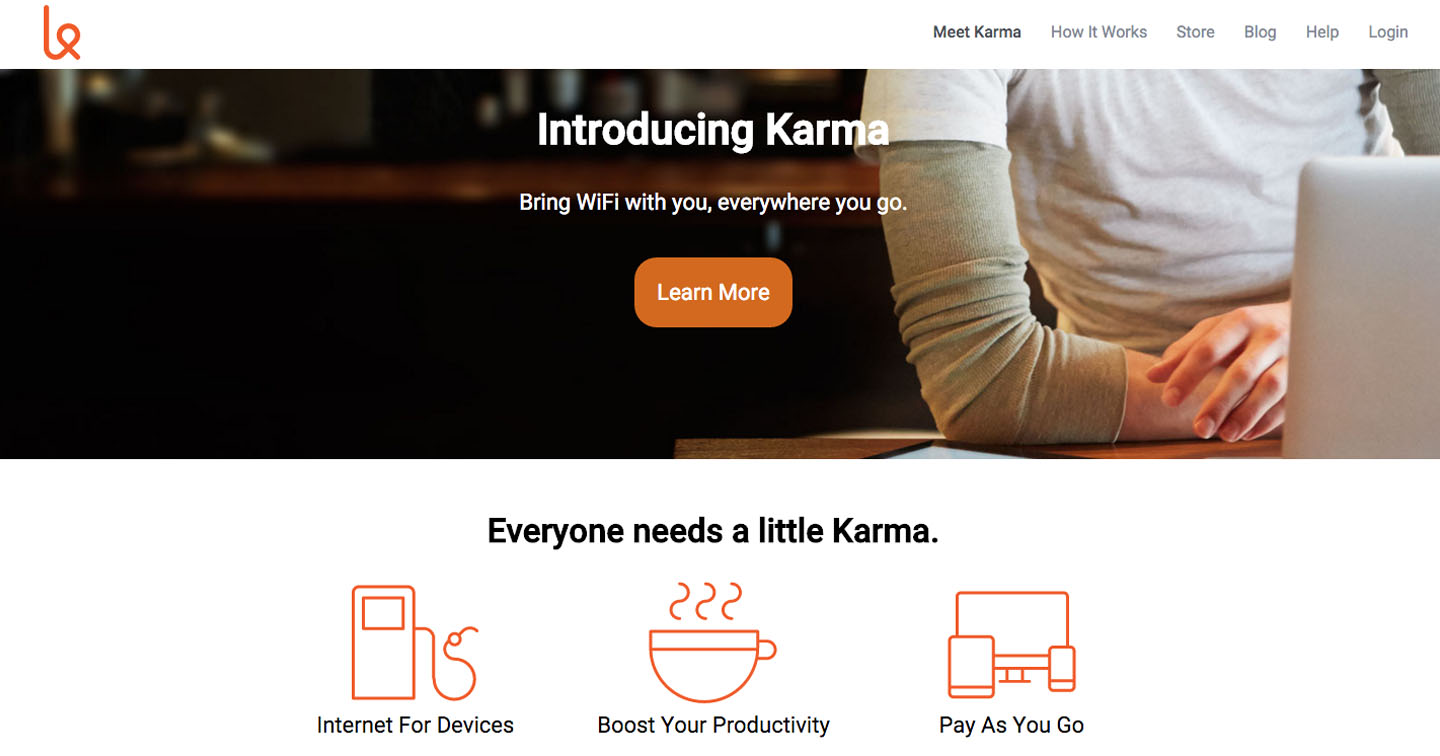 Meet Karma How It Works Store Blog Help Login
Introducing Karma
Bring WiFi with you, everywhere you go.
Learn More
Everyone needs a little Karma.
Internet For Devices Boost Your Productivity Pay As You Go